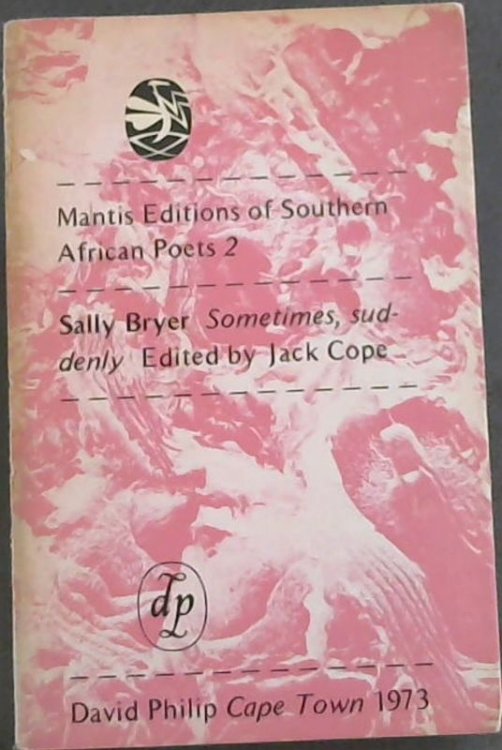 Mantis Editions of Southern
African Poets 2
Sally Bryer Sometimes, sud-
denly Edited by Jack Cope
dp
David Philip Cape Town 1973